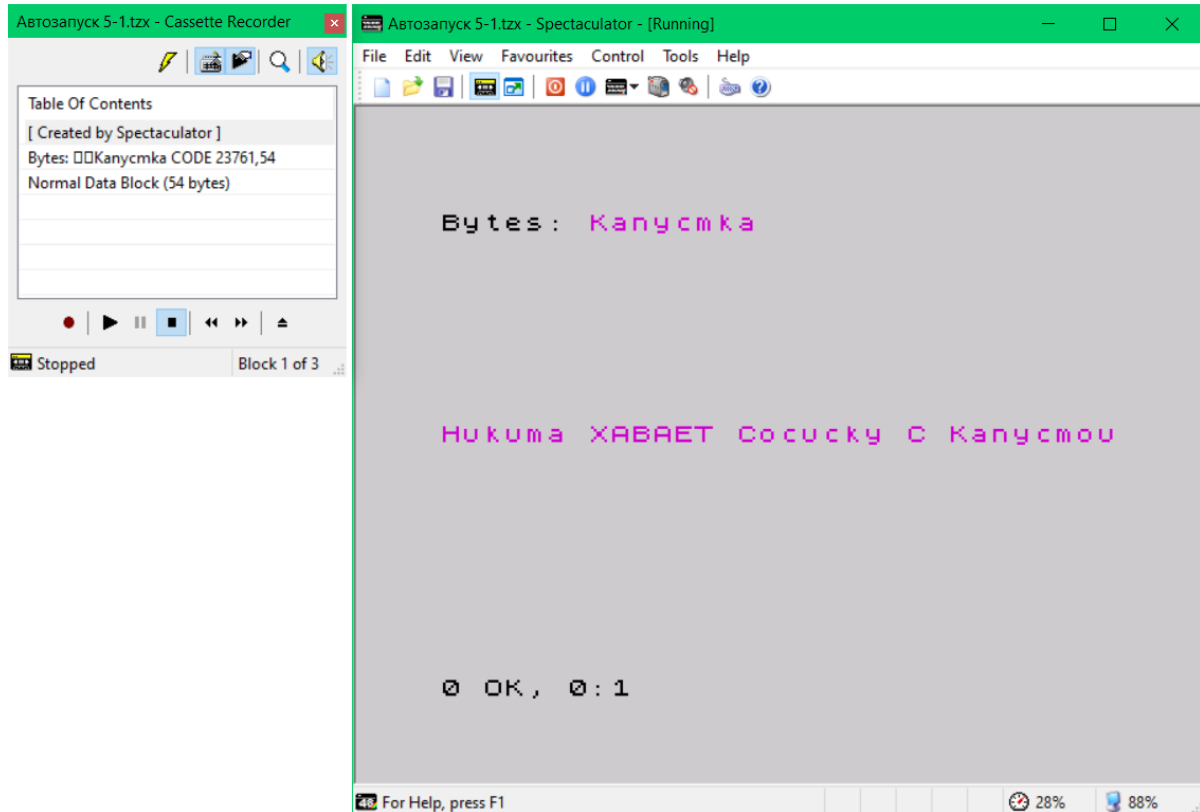 Автозапуск 5-1.tzx - Cassette Recorder
Table Of Contents
[ Created by Spectaculator ]
Bytes: □□Kanycmka CODE 23761,54
Normal Data Block (54 bytes)
Stopped
Block 1 of 3
Автозапуск 5-1.tzx - Spectaculator - [Running]
File Edit View Favourites Control Tools Help
Bytes: Kanycmka
Hukuma XABAET Cocucky C Kanycmou
0 OK, 0:1
48
For Help, press F1
28%
88%